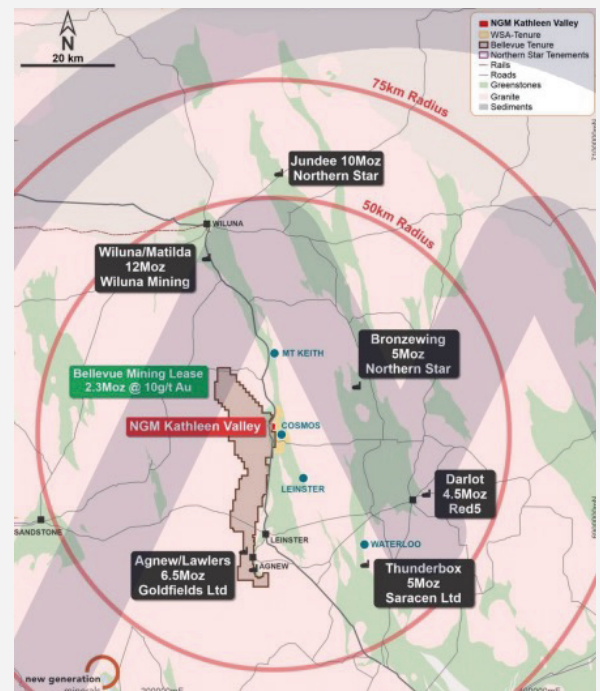 N
20 km
NGM Kathleen Valley
WSA-Tenure
Bellevue Tenure
Northern Star Tenements
Rails
Roads
Greenstones
Granite
Sediments
75km Radius
Jundee 10Moz
Northern Star
50km Radius
WILUNA
Wiluna/Matilda
12Moz
Wiluna Mining
Bronzewing
5Moz
Northern Star
MT KEITH
Bellevue Mining Lease
2.3Moz @ 10g/t Au
NGM Kathleen Valley
COSMOS
LEINSTER
Darlot
4.5Moz
Red5
SANDSTONE
LEINSTER
WATERLOO
Agnew/Lawlers
6.5Moz
Goldfields Ltd
AGNEW
Thunderbox
5Moz
Saracen Ltd
new generation
minerals